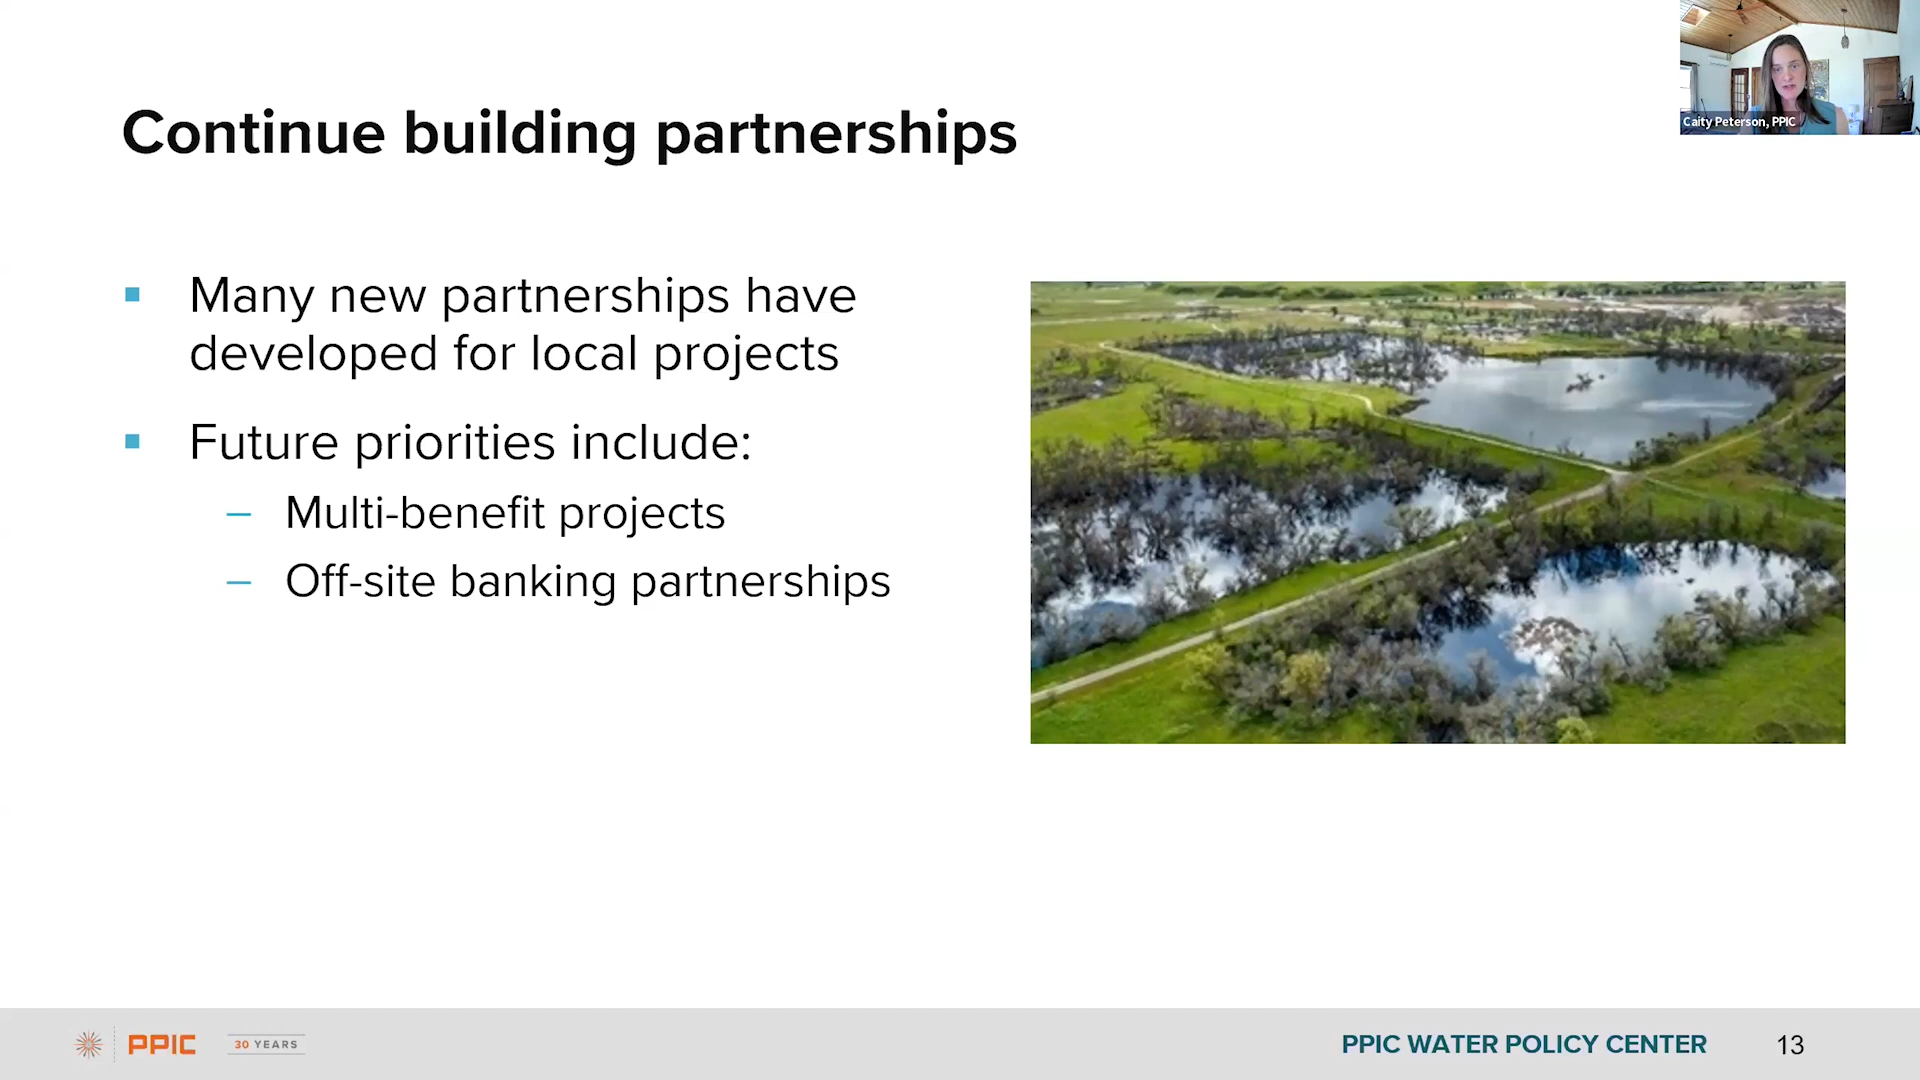 Caity Peterson, PPIC
Continue building partnerships
Many new partnerships have
developed for local projects
Future priorities include:
– Multi-benefit projects
– Off-site banking partnerships
PPIC
30 YEARS
PPIC WATER POLICY CENTER
13